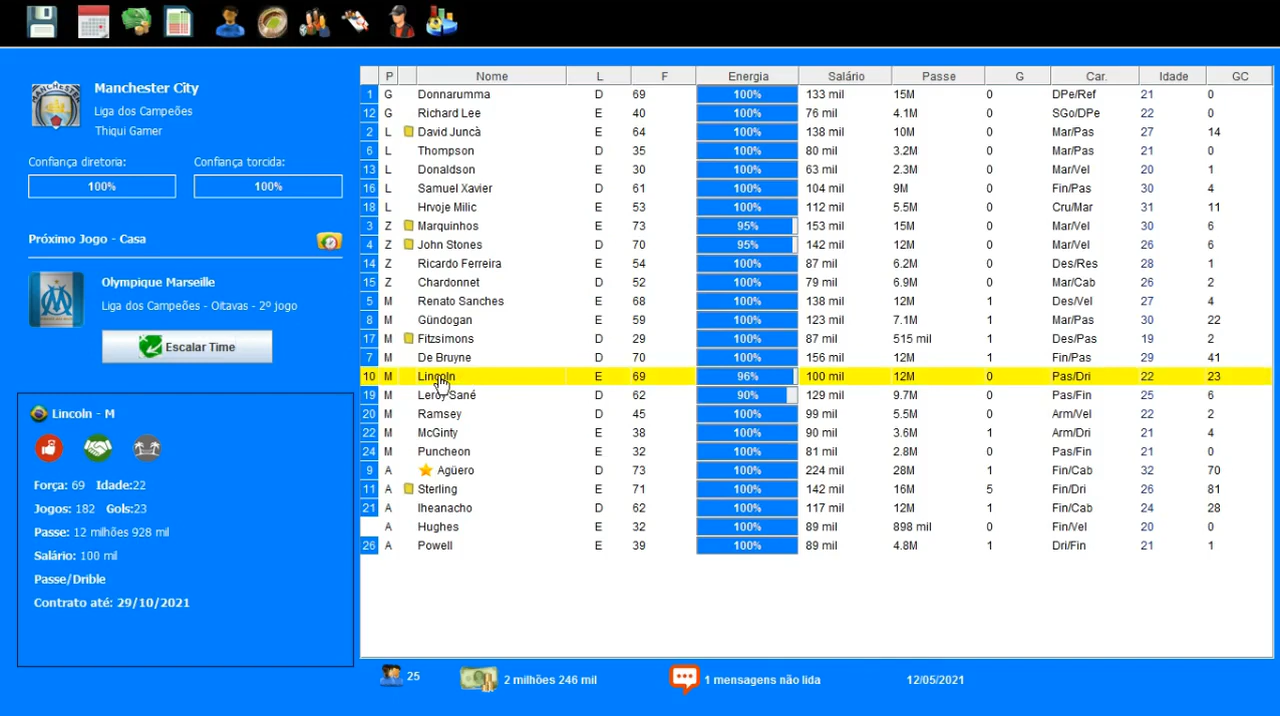 Manchester City
Liga dos Campeões
Thiqui Gamer
Confiança diretoria: Confiança torcida:
100% 100%
Próximo Jogo - Casa
Olympique Marseille
Liga dos Campeões - Oitavas - 2º jogo
Escalar Time
Lincoln - M
Força: 69 Idade:22
Jogos: 182 Gols:23
Passe: 12 milhões 928 mil
Salário: 100 mil
Passe/Drible
Contrato até: 29/10/2021
P Nome L F Energia Salário Passe G Car. Idade GC
1 G Donnarumma D 69 100% 133 mil 15M 0 DPe/Ref 21 0
12 G Richard Lee E 40 100% 76 mil 4.1M 0 SGo/DPe 22 0
2 L David Juncà E 64 100% 138 mil 10M 0 Mar/Pas 27 14
6 L Thompson D 35 100% 80 mil 3.2M 0 Mar/Pas 21 0
13 L Donaldson E 30 100% 63 mil 2.3M 0 Mar/Vel 20 1
16 L Samuel Xavier D 61 100% 104 mil 9M 0 Fin/Pas 30 4
18 L Hrvoje Milic E 53 100% 112 mil 5.5M 0 Cru/Mar 31 11
3 Z Marquinhos E 73 95% 153 mil 15M 0 Mar/Vel 30 6
4 Z John Stones D 70 95% 142 mil 12M 0 Mar/Vel 26 6
14 Z Ricardo Ferreira E 54 100% 87 mil 6.2M 0 Des/Res 28 1
15 Z Chardonnet D 52 100% 79 mil 6.9M 0 Mar/Cab 26 2
5 M Renato Sanches E 68 100% 138 mil 12M 1 Des/Vel 27 4
8 M Gündogan E 59 100% 123 mil 7.1M 1 Mar/Pas 30 22
17 M Fitzsimons D 29 100% 87 mil 515 mil 0 Des/Pas 19 2
7 M De Bruyne D 70 100% 156 mil 12M 1 Fin/Pas 29 41
10 M Lincoln E 69 96% 100 mil 12M 0 Pas/Dri 22 23
19 M Leroy Sané D 62 90% 129 mil 9.7M 0 Pas/Fin 25 6
20 M Ramsey D 45 100% 99 mil 5.5M 0 Arm/Vel 22 2
22 M McGinty E 38 100% 90 mil 3.6M 1 Arm/Dri 21 4
24 M Puncheon E 32 100% 81 mil 2.8M 0 Pas/Fin 21 0
9 A Agüero D 73 100% 224 mil 28M 1 Fin/Cab 32 70
11 A Sterling E 71 100% 142 mil 16M 5 Fin/Dri 26 81
21 A Iheanacho D 62 100% 117 mil 12M 1 Fin/Cab 24 28
A Hughes E 32 100% 89 mil 898 mil 0 Fin/Vel 20 0
26 A Powell E 39 100% 89 mil 4.8M 1 Dri/Fin 21 1
25 2 milhões 246 mil 1 mensagens não lida 12/05/2021